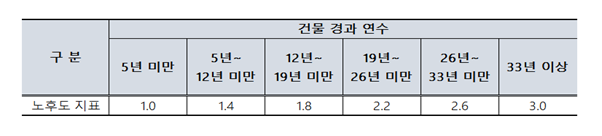 구 분
건물 경과 연수
5년 미만
5년~
12년 미만
12년~
19년 미만
19년~
26년 미만
26년~
33년 미만
33년 이상
노후도 지표 1.0 1.4 1.8 2.2 2.6 3.0